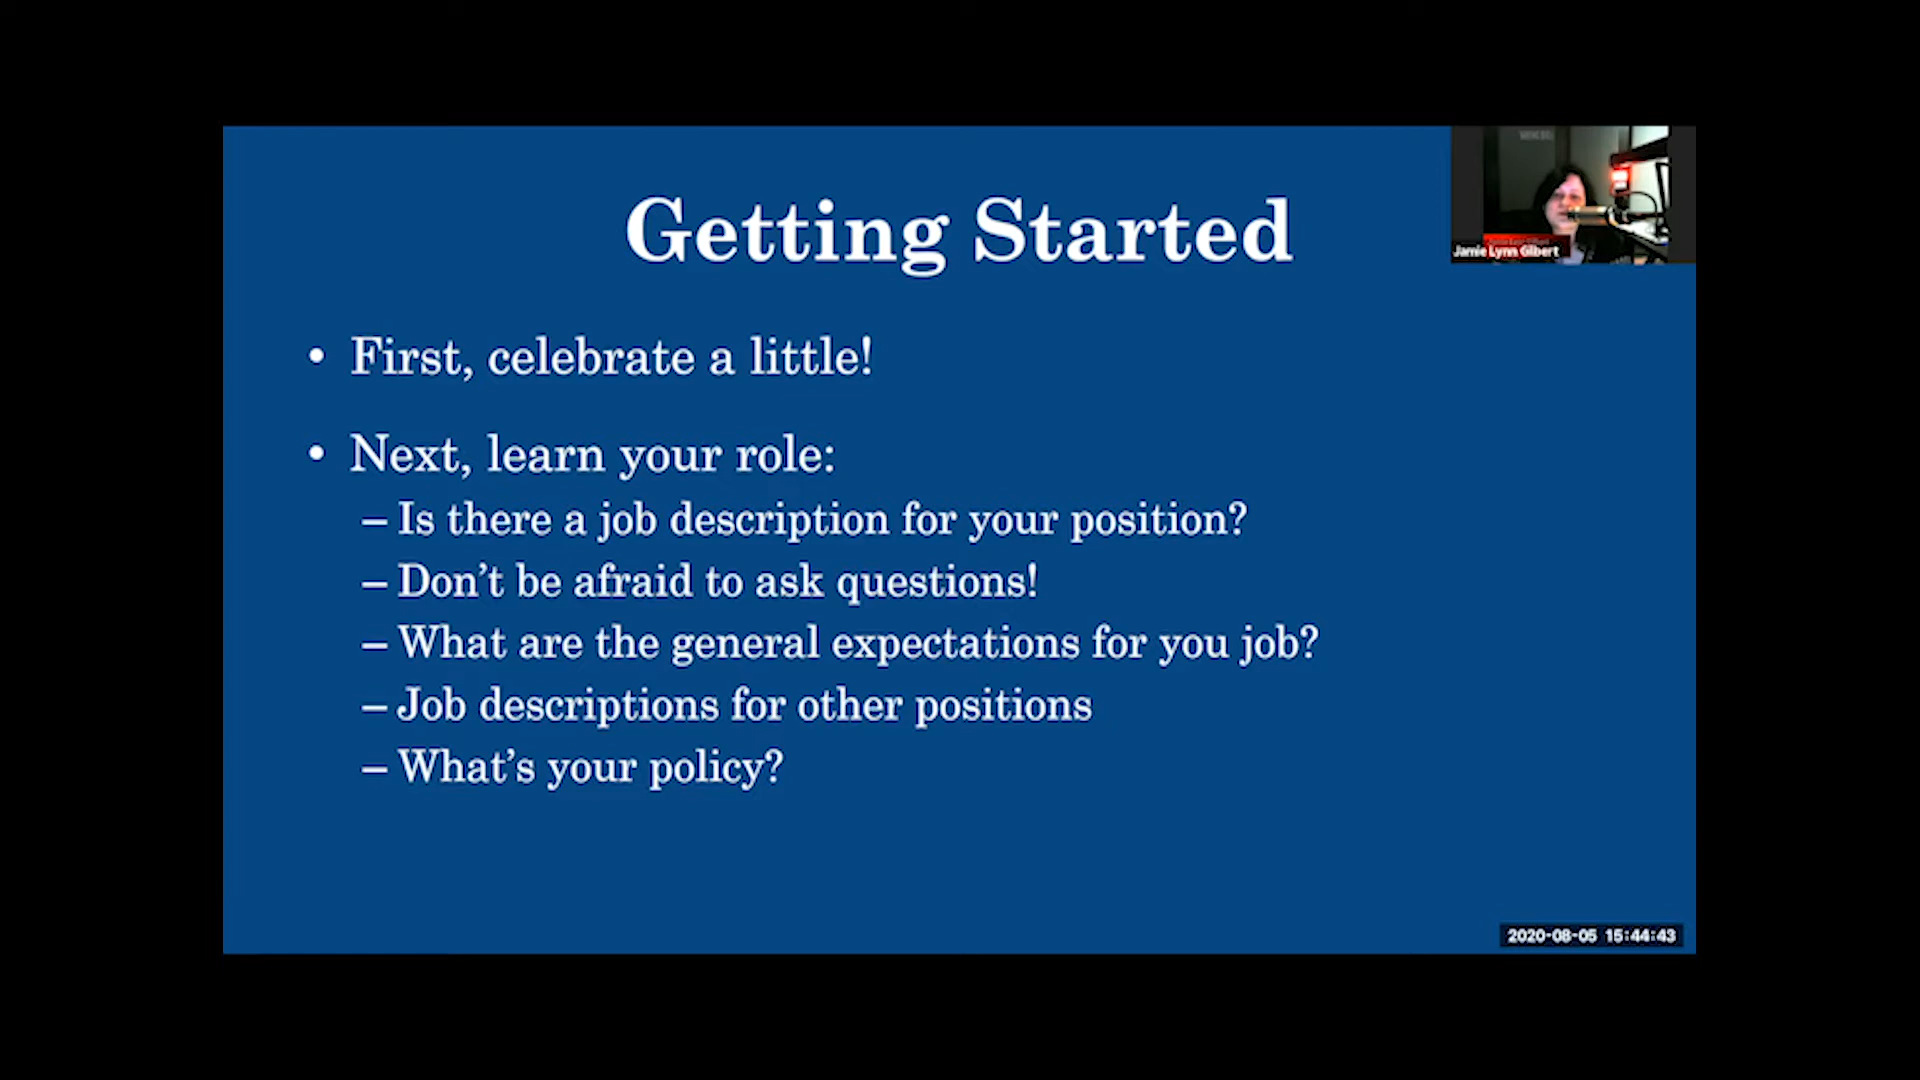 Getting Started
Jamie Lynn Gilbert
• First, celebrate a little!
• Next, learn your role:
– Is there a job description for your position?
– Don’t be afraid to ask questions!
– What are the general expectations for you job?
– Job descriptions for other positions
– What’s your policy?
2020-08-05 15:44:43